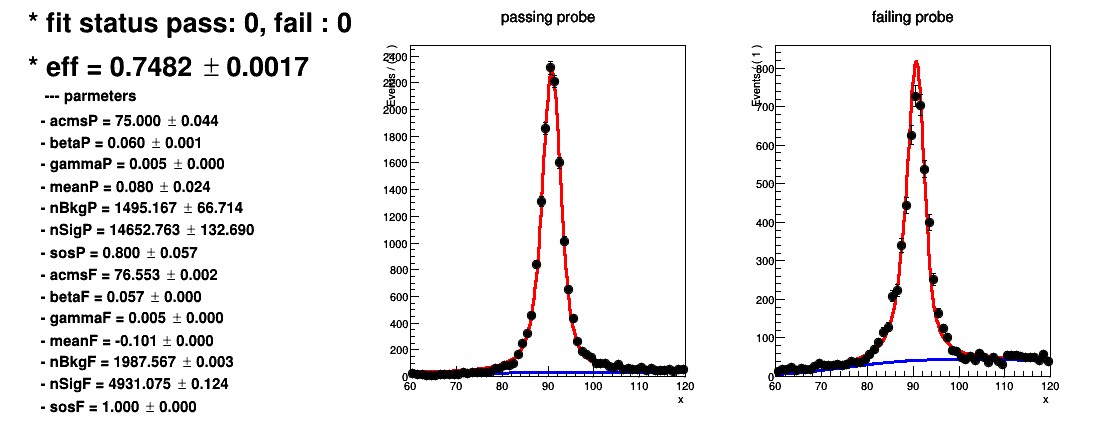 * fit status pass: 0, fail : 0
* eff = 0.7482 ± 0.0017
--- parmeters
- acmsP = 75.000 ± 0.044
- betaP = 0.060 ± 0.001
- gammaP = 0.005 ± 0.000
- meanP = 0.080 ± 0.024
- nBkgP = 1495.167 ± 66.714
- nSigP = 14652.763 ± 132.690
- sosP = 0.800 ± 0.057
- acmsF = 76.553 ± 0.002
- betaF = 0.057 ± 0.000
- gammaF = 0.005 ± 0.000
- meanF = -0.101 ± 0.000
- nBkgF = 1987.567 ± 0.003
- nSigF = 4931.075 ± 0.124
- sosF = 1.000 ± 0.000
passing probe
Events / ( 1 )
2400
2200
2000
1800
1600
1400
1200
1000
800
600
400
200
0
60 70 80 90 100 110 120
x
failing probe
Events / ( 1 )
800
700
600
500
400
300
200
100
0
60 70 80 90 100 110 120
x